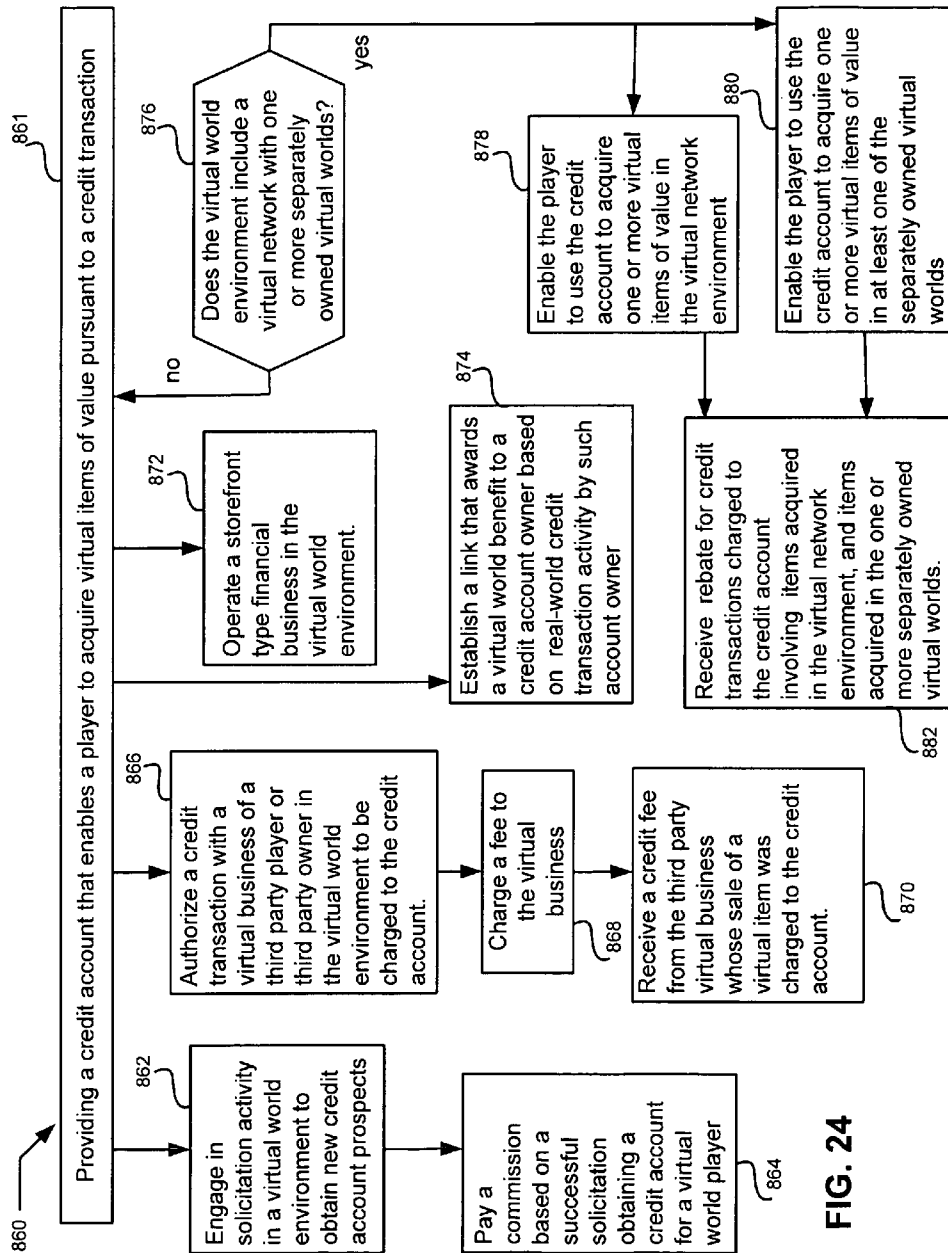 860
861
Providing a credit account that enables a player to acquire virtual items of value pursuant to a credit transaction
862
Engage in
solicitation activity
in a virtual world
environment to
obtain new credit
account prospects
Pay a
commission
based on a
successful
solicitation
obtaining a
credit account
for a virtual
world player
864
866
Authorize a credit
transaction with a
virtual business of a
third party player or
third party owner in
the virtual world
environment to be
charged to the credit
account.
Charge a fee to
the virtual
business
868
Receive a credit fee
from the third party
virtual business
whose sale of a
virtual item was
charged to the credit
account.
870
872
Operate a storefront
type financial
business in the
virtual world
environment.
874
Establish a link that awards
a virtual world benefit to a
credit account owner based
on real-world credit
transaction activity by such
account owner
876
Does the virtual world
environment include a
virtual network with one
or more separately
owned virtual worlds?
no
yes
878
Enable the player
to use the credit
account to acquire
one or more virtual
items of value in
the virtual network
environment
880
Enable the player to use the
credit account to acquire one
or more virtual items of value
in at least one of the
separately owned virtual
worlds
Receive rebate for credit
transactions charged to
the credit account
involving items acquired
in the virtual network
environment, and items
acquired in the one or
more separately owned
virtual worlds.
882
FIG. 24